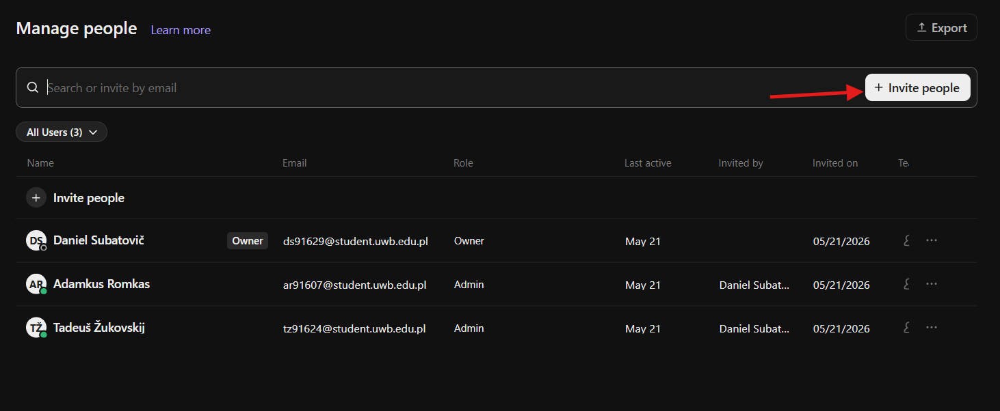 Manage people Learn more Export
Search or invite by email + Invite people
All Users (3)
Name Email Role Last active Invited by Invited on Tea
+ Invite people
DS Daniel Subatovič Owner ds91629@student.uwb.edu.pl Owner May 21 05/21/2026 ...
AR Adamkus Romkas ar91607@student.uwb.edu.pl Admin May 21 Daniel Subat... 05/21/2026 ...
TŽ Tadeuš Žukovskij tz91624@student.uwb.edu.pl Admin May 21 Daniel Subat... 05/21/2026 ...